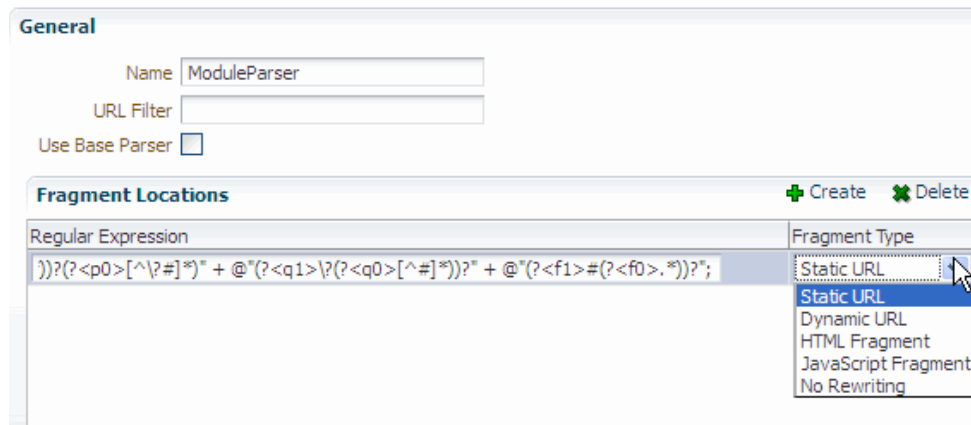 General
Name ModuleParser
URL Filter
Use Base Parser
Fragment Locations Create Delete
Regular Expression Fragment Type
))?(?<p0>[^\?#]*)" + @"(?<q1>\?(?<q0>[^#]*))?" + @"(?<f1>#(?<f0>.*))?"; Static URL
Static URL
Dynamic URL
HTML Fragment
JavaScript Fragment
No Rewriting